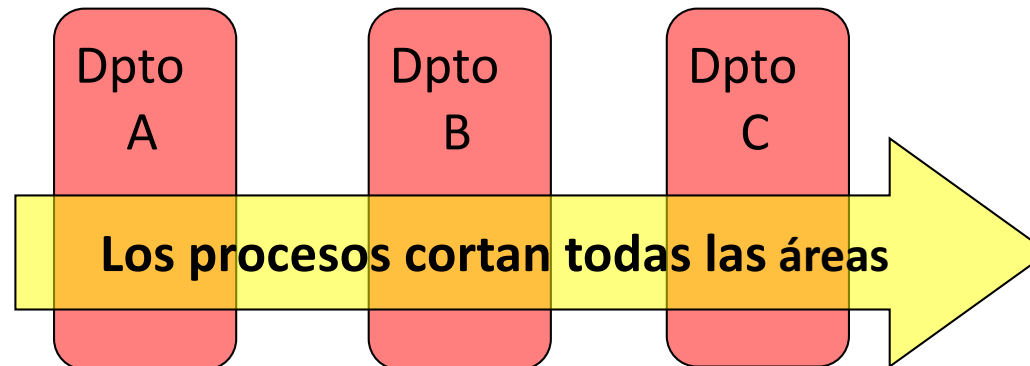 Dpto
A
Dpto
B
Dpto
C
Los procesos cortan todas las áreas